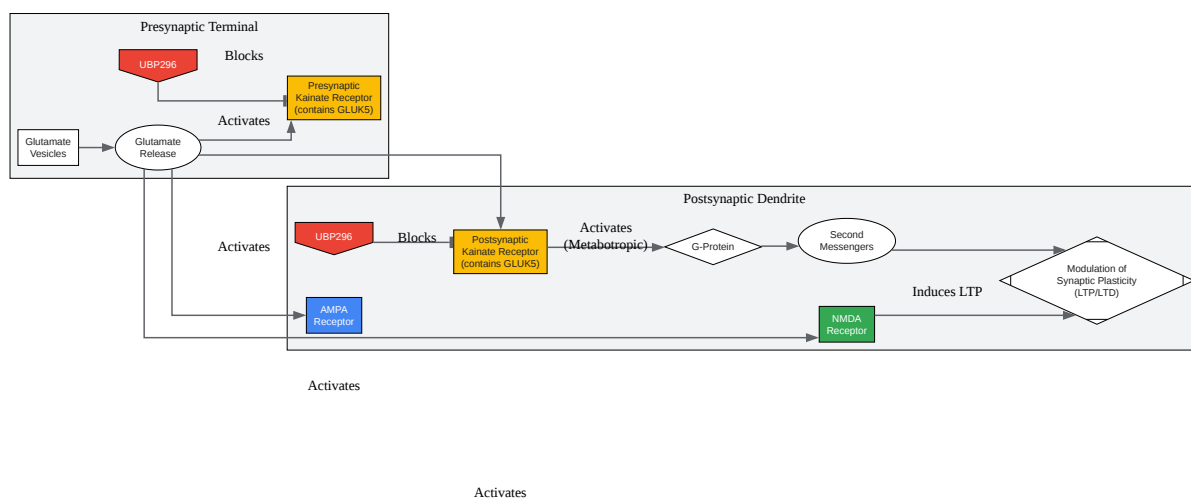 Presynaptic Terminal
UBP296
Blocks
Presynaptic
Kainate Receptor
(contains GLUK5)
Activates
Glutamate
Vesicles
Glutamate
Release
Postsynaptic Dendrite
Activates
UBP296
Blocks
Postsynaptic
Kainate Receptor
(contains GLUK5)
Activates
(Metabotropic)
G-Protein
Second
Messengers
Modulation of
Synaptic Plasticity
(LTP/LTD)
Induces LTP
AMPA
Receptor
NMDA
Receptor
Activates
Activates